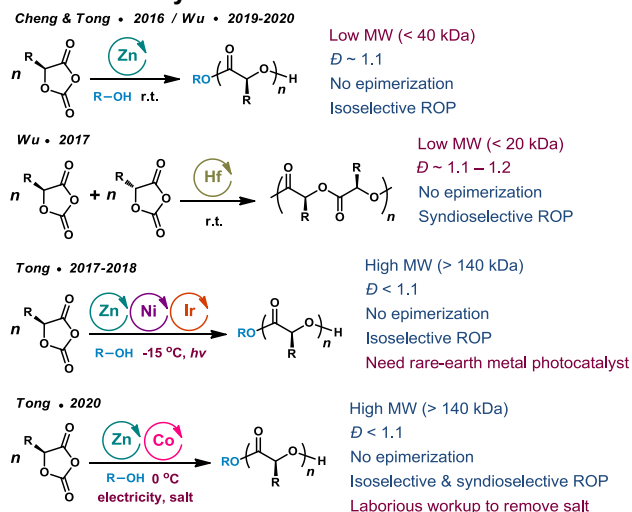 Cheng & Tong • 2016 / Wu • 2019-2020
n R O O O O
Zn
R–OH r.t.
RO O O H R n
Low MW (< 40 kDa)
Đ ~ 1.1
No epimerization
Isoselective ROP
Wu • 2017
n R O O O O + n R O O O O
Hf
r.t.
O R O O O R n
Low MW (< 20 kDa)
Đ ~ 1.1 – 1.2
No epimerization
Syndioselective ROP
Tong • 2017-2018
n R O O O O
Zn Ni Ir
R–OH -15 °C, hv
RO O O H R n
High MW (> 140 kDa)
Đ < 1.1
No epimerization
Isoselective ROP
Need rare-earth metal photocatalyst
Tong • 2020
n R O O O O
Zn Co
R–OH 0 °C
electricity, salt
RO O O H R n
High MW (> 140 kDa)
Đ < 1.1
No epimerization
Isoselective & syndioselective ROP
Laborious workup to remove salt